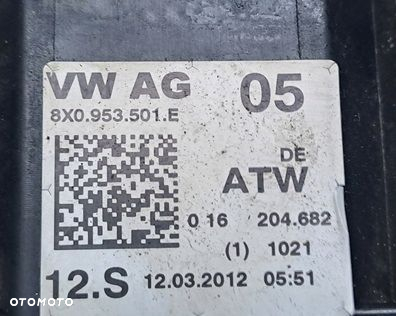 VW AG 05
8X0.953.501.E
DE
ATW
0 16 204.682
(1) 1021
12.S 12.03.2012 05:51
OTOMOTO